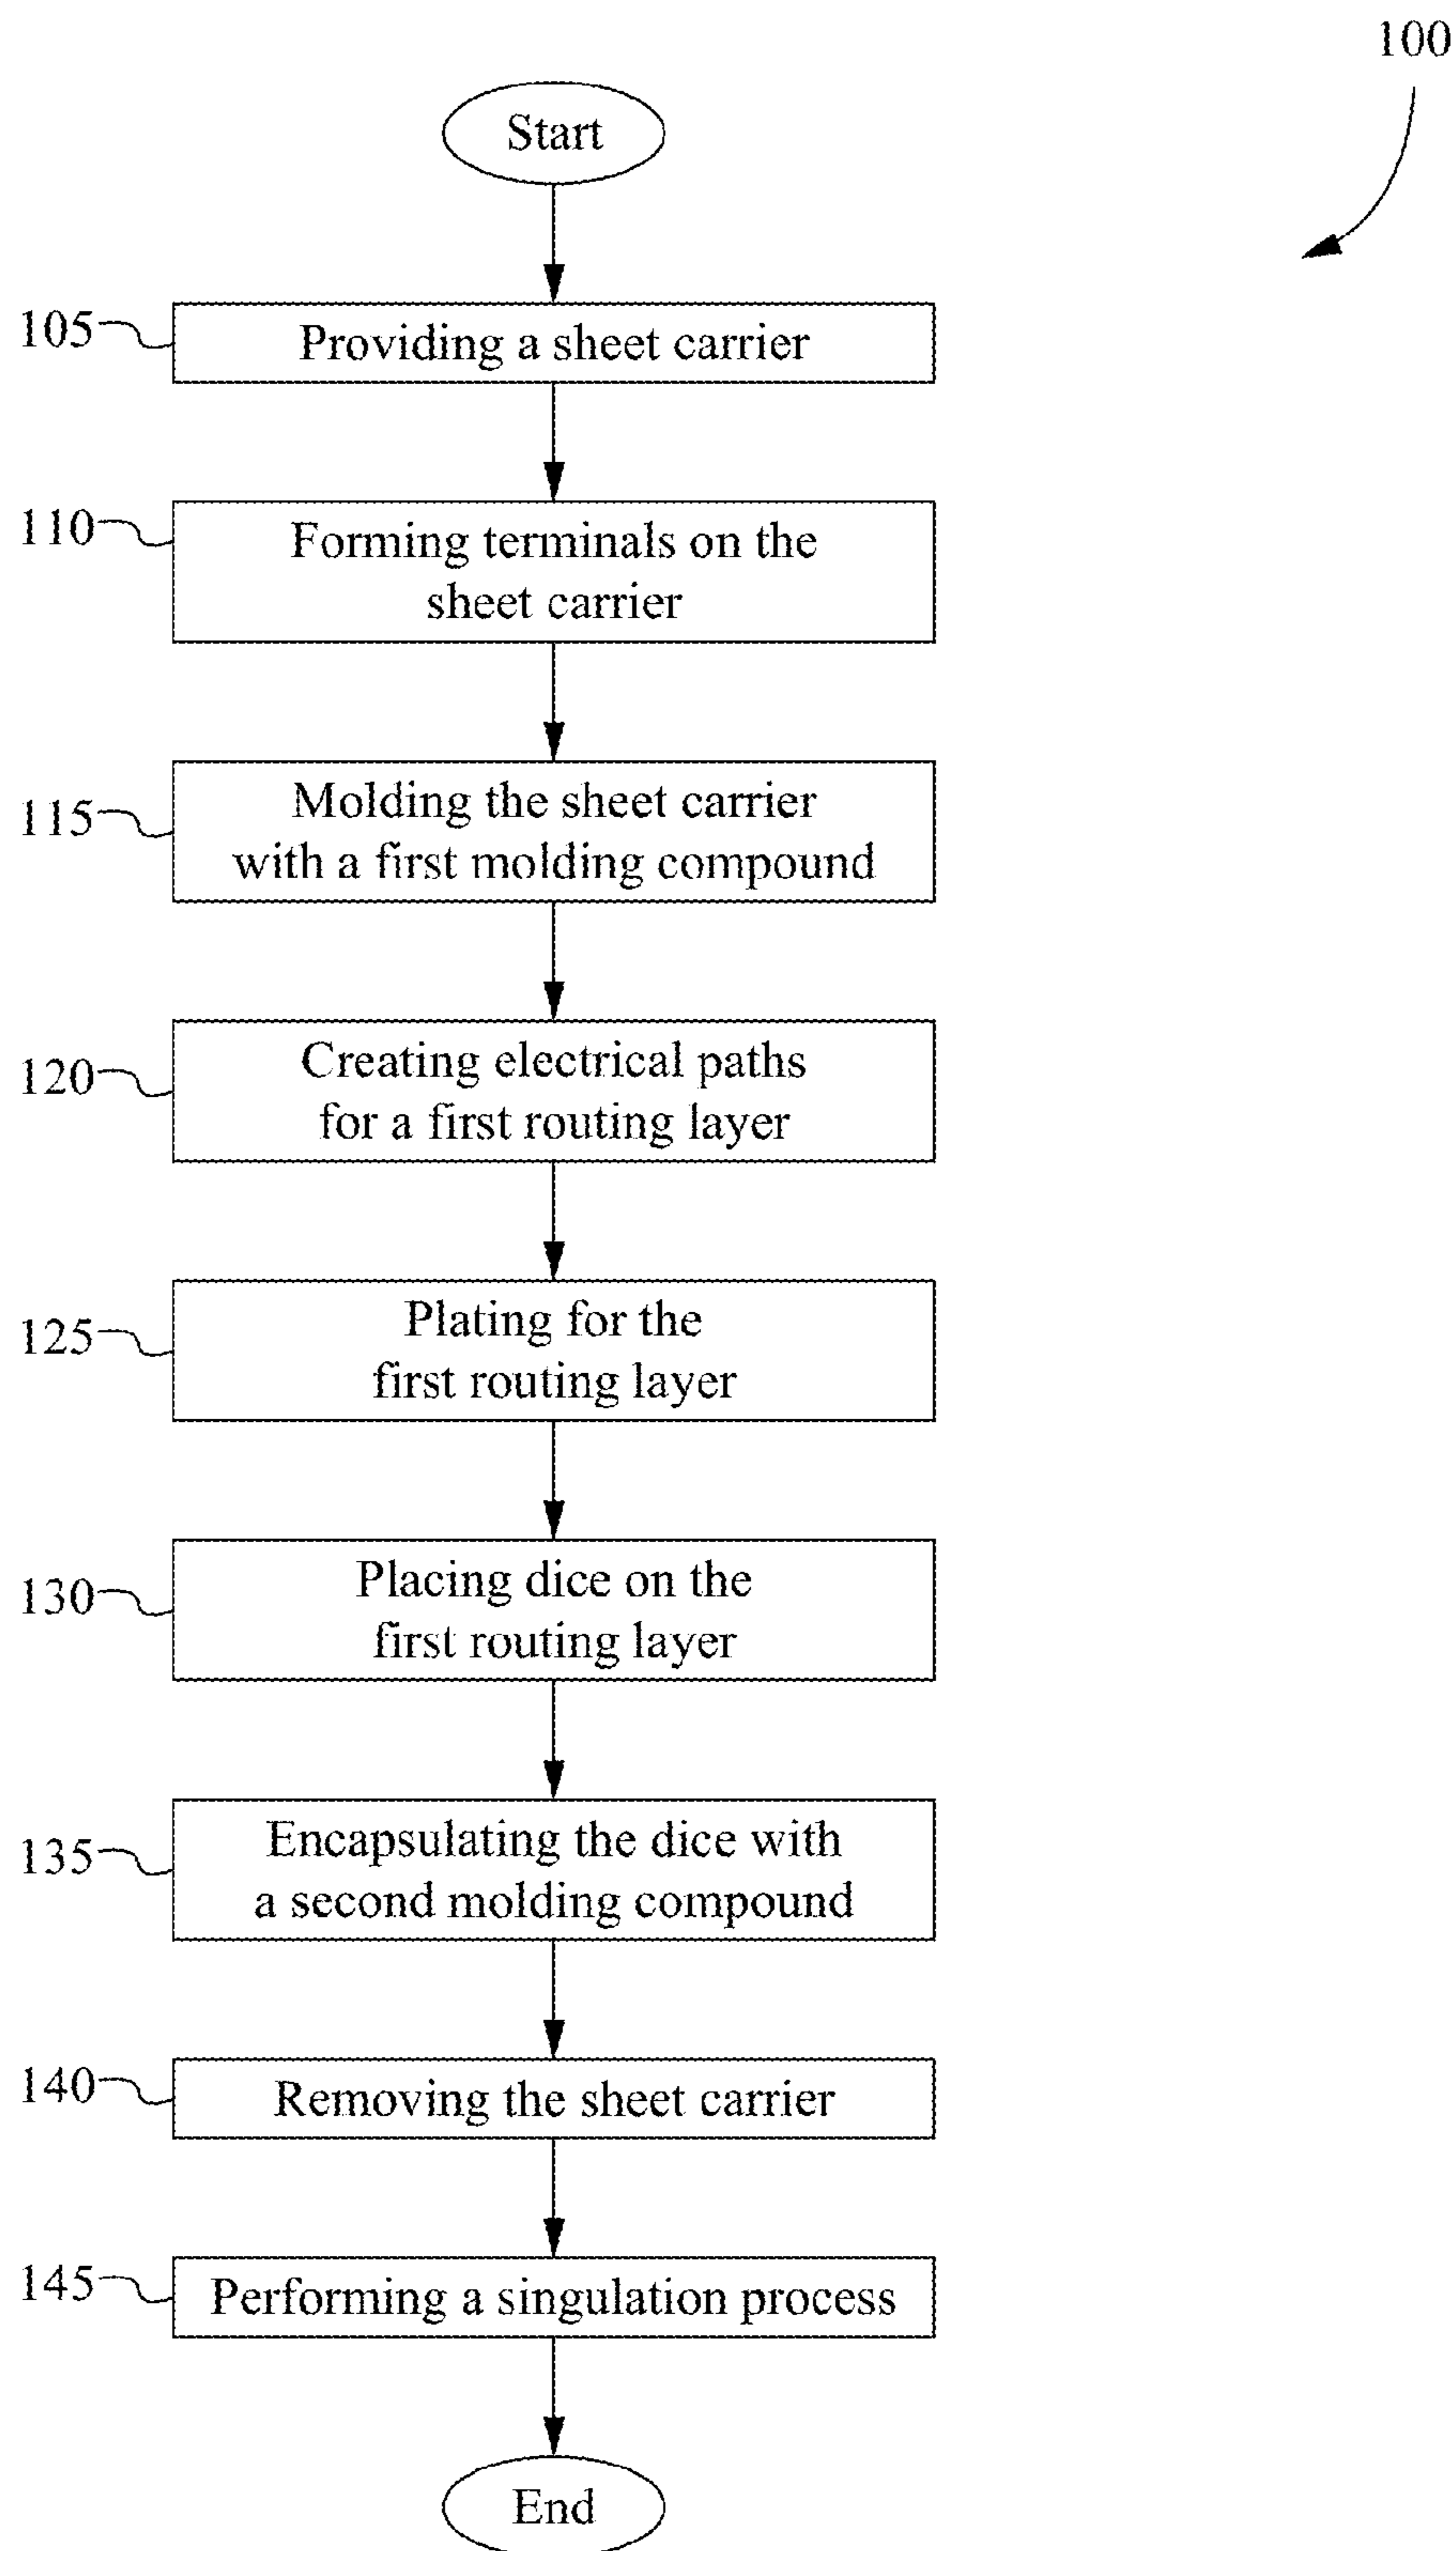 100
Start
105
Providing a sheet carrier
110
Forming terminals on the
sheet carrier
115
Molding the sheet carrier
with a first molding compound
120
Creating electrical paths
for a first routing layer
125
Plating for the
first routing layer
130
Placing dice on the
first routing layer
135
Encapsulating the dice with
a second molding compound
140
Removing the sheet carrier
145
Performing a singulation process
End